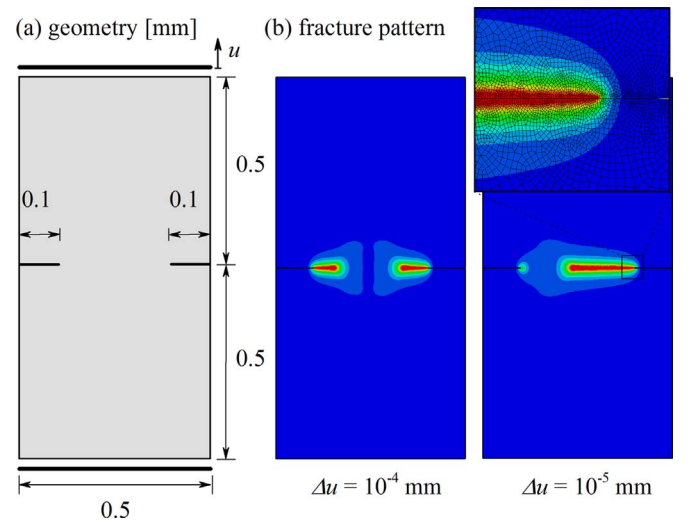 (a) geometry [mm]
u
(b) fracture pattern
0.5
0.1
0.1
0.5
0.5
Δu = 10⁻⁴ mm
Δu = 10⁻⁵ mm